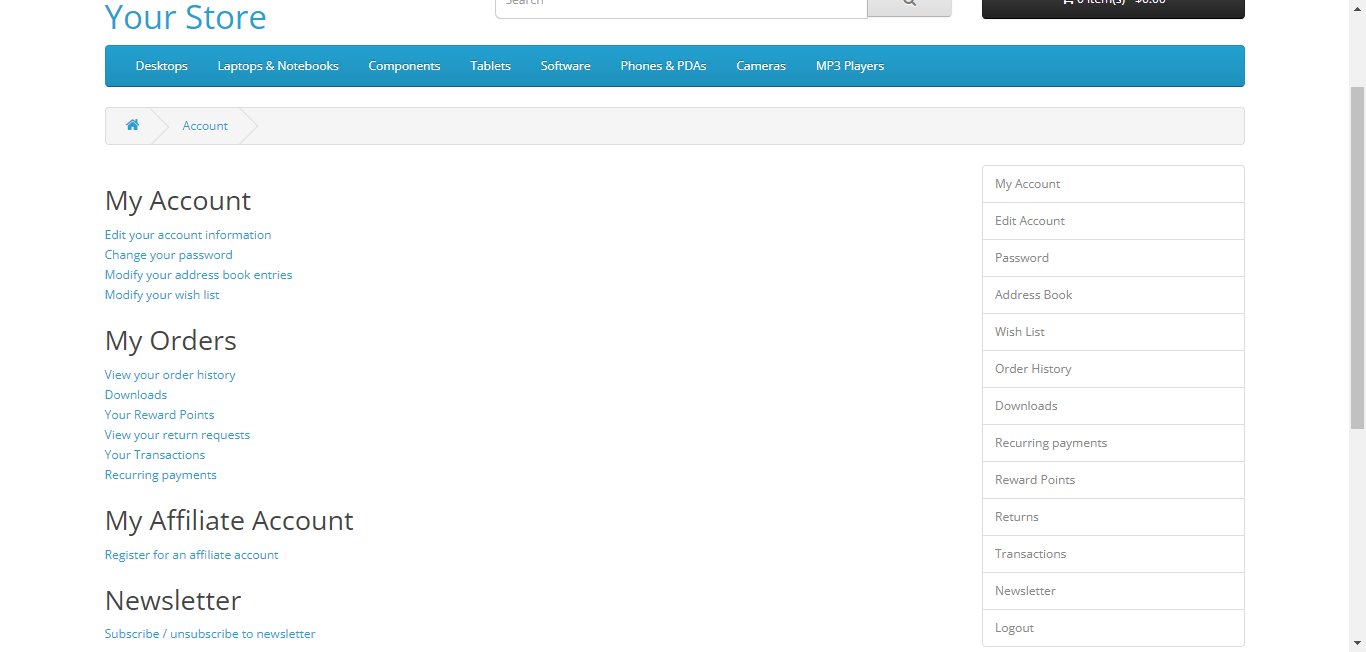 Your Store
Search
0 item(s) - $0.00
Desktops Laptops & Notebooks Components Tablets Software Phones & PDAs Cameras MP3 Players
Account
My Account
Edit your account information
Change your password
Modify your address book entries
Modify your wish list
My Orders
View your order history
Downloads
Your Reward Points
View your return requests
Your Transactions
Recurring payments
My Affiliate Account
Register for an affiliate account
Newsletter
Subscribe / unsubscribe to newsletter
My Account
Edit Account
Password
Address Book
Wish List
Order History
Downloads
Recurring payments
Reward Points
Returns
Transactions
Newsletter
Logout